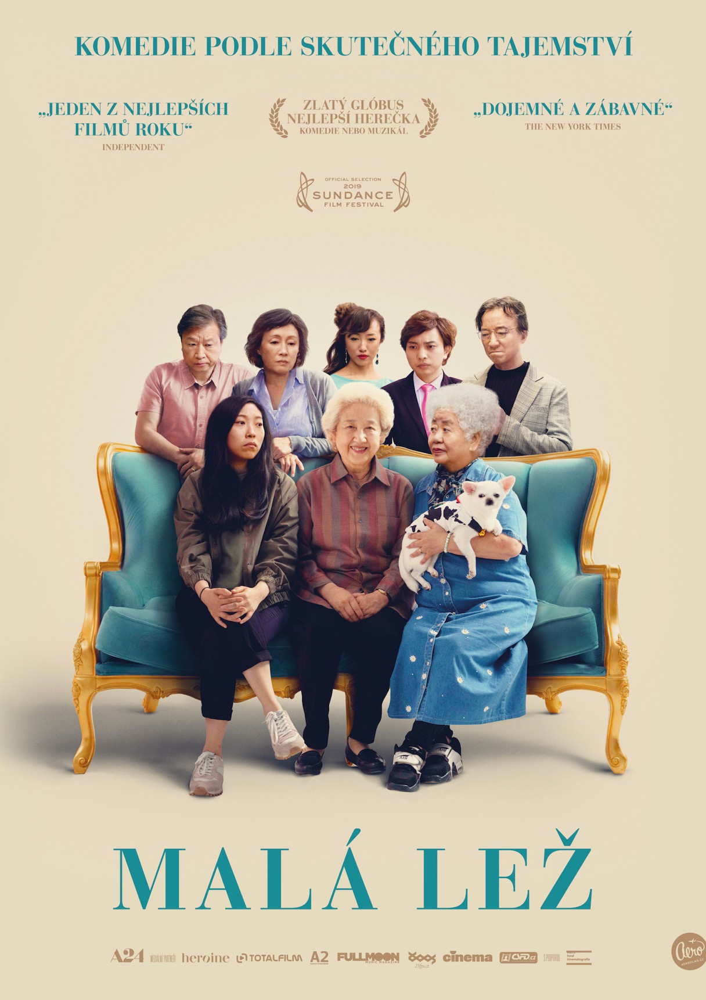 KOMEDIE PODLE SKUTEČNÉHO TAJEMSTVÍ
„JEDEN Z NEJLEPŠÍCH
FILMŮ ROKU“
INDEPENDENT
ZLATÝ GLÓBUS
NEJLEPŠÍ HEREČKA
KOMEDIE NEBO MUZIKÁL
„DOJEMNÉ A ZÁBAVNÉ“
THE NEW YORK TIMES
OFFICIAL SELECTION
2019
SUNDANCE
FILM FESTIVAL
AIR
MALÁ LEŽ
A24 MEDIÁLNÍ PARTNEŘI heroine TOTALFILM A2 FULLMOON MUSIC MAGAZINE 25fps.cz cinema ČSFD.cz S PODPOROU fond kinematografie
aero
AEROFILMS.CZ